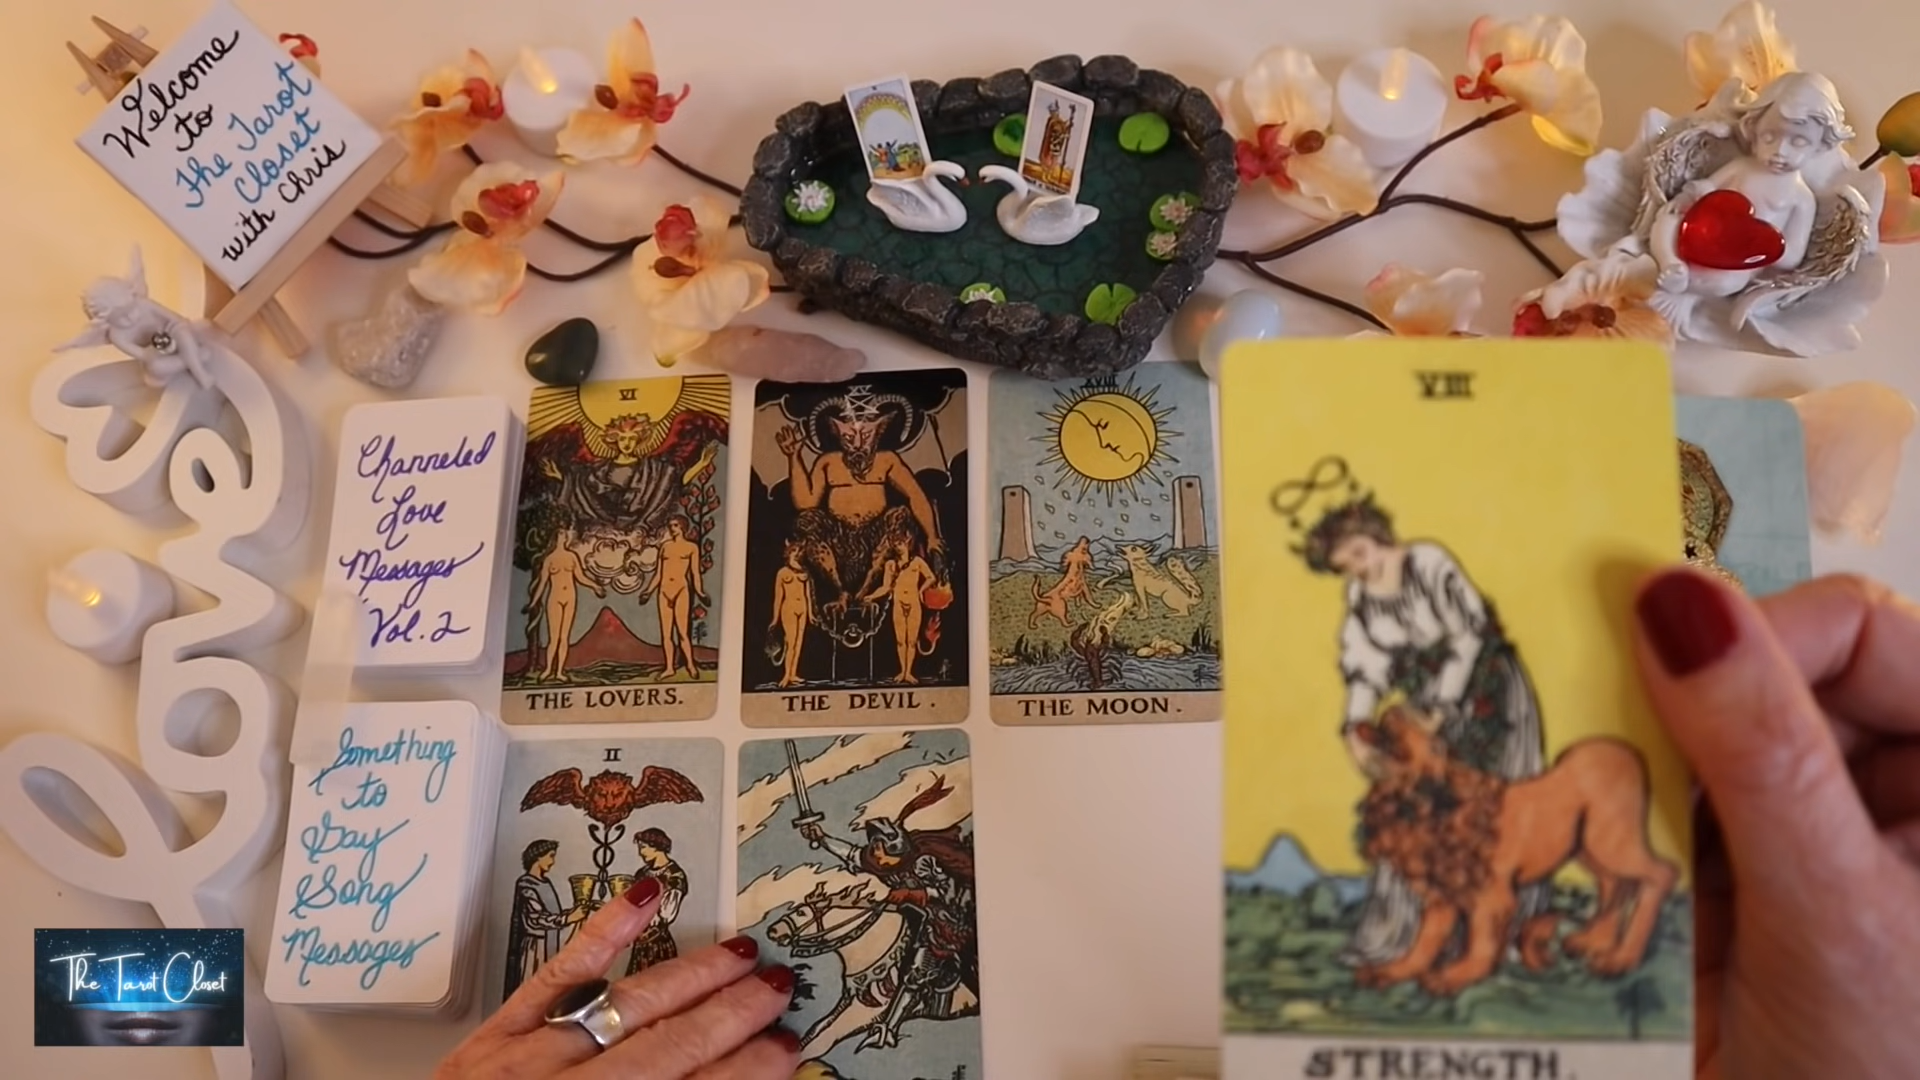 Welcome
to
The Tarot
Closet
with Chris
Channeled
Love
Messages
Vol. 2
Something
to
Say
Song
Messages
VI
THE LOVERS.
XV
THE DEVIL.
XVIII
THE MOON.
II
VIII
STRENGTH.
The Tarot Closet